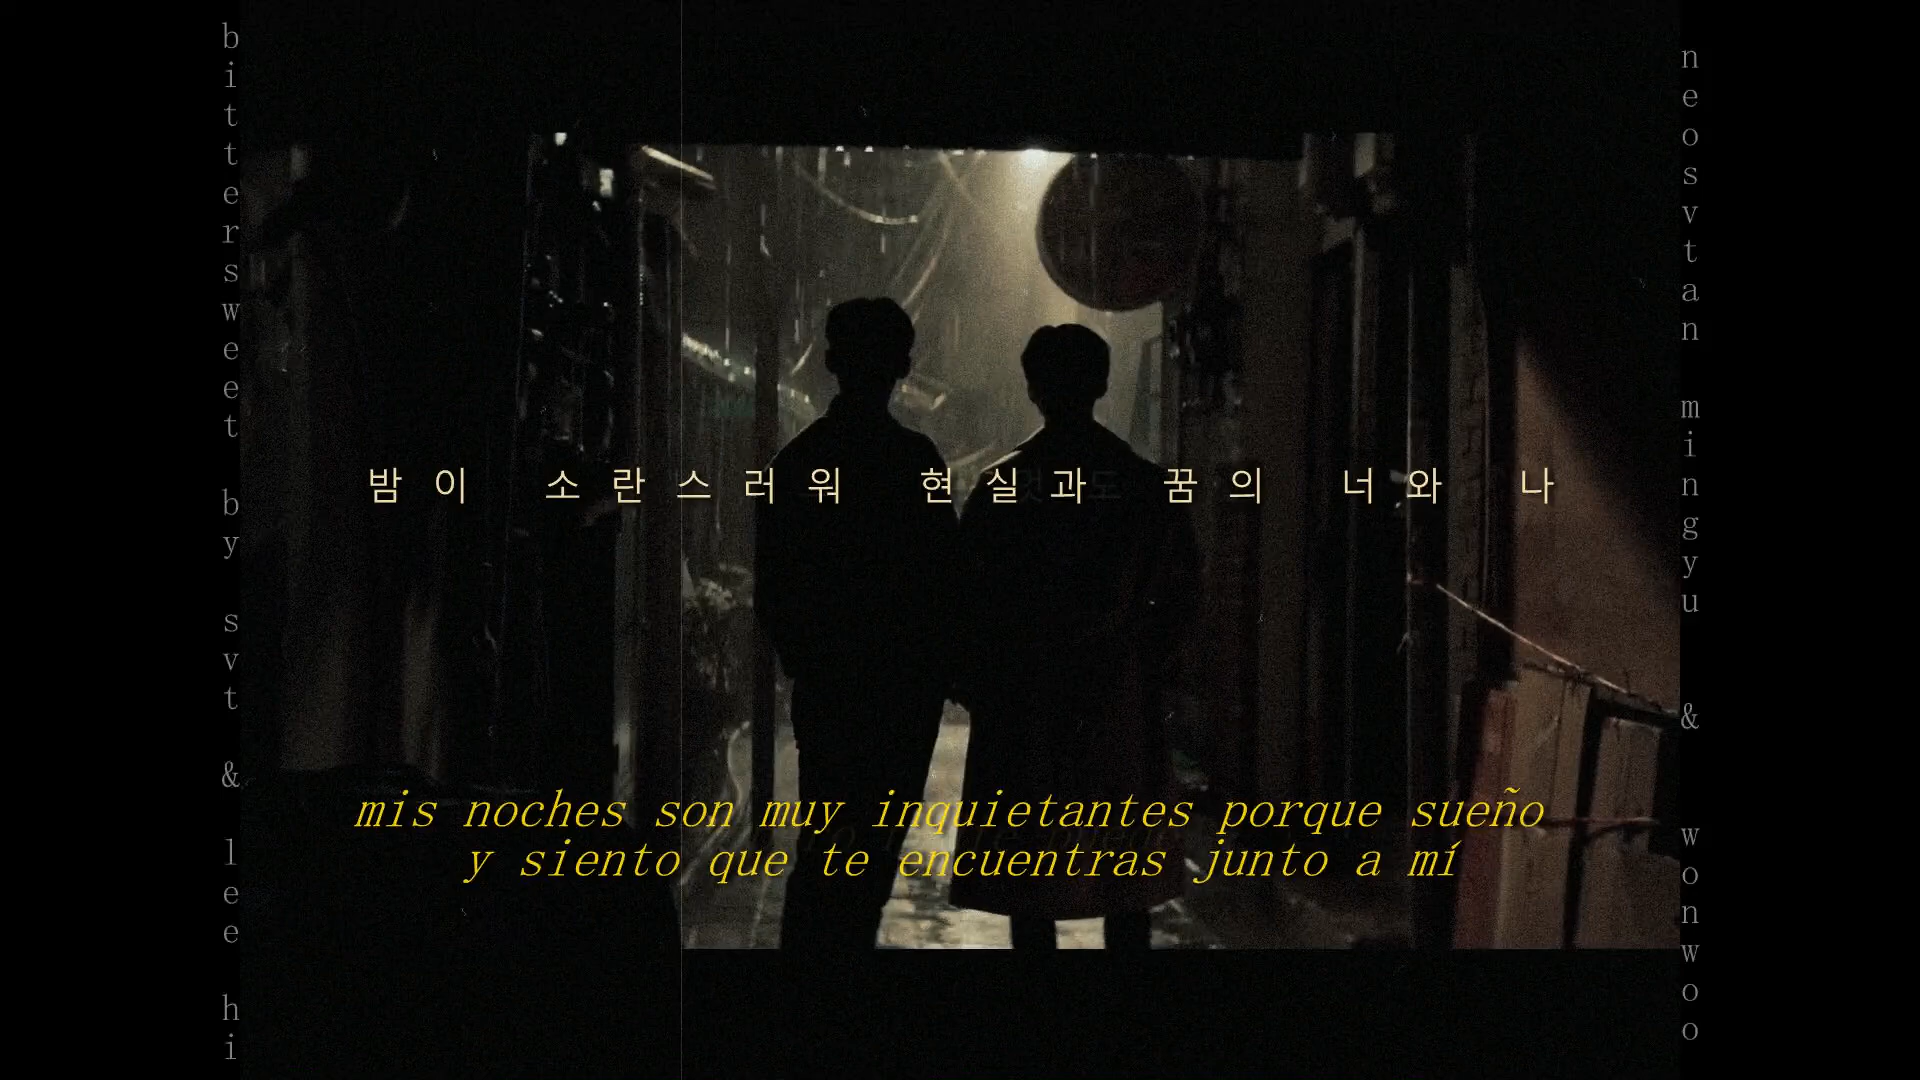 bittersweet by svt & lee hi
밤이 소란스러워 현실과 꿈의 너와 나
mis noches son muy inquietantes porque sueño
y siento que te encuentras junto a mí
neosvtan mingyu & wonwoo